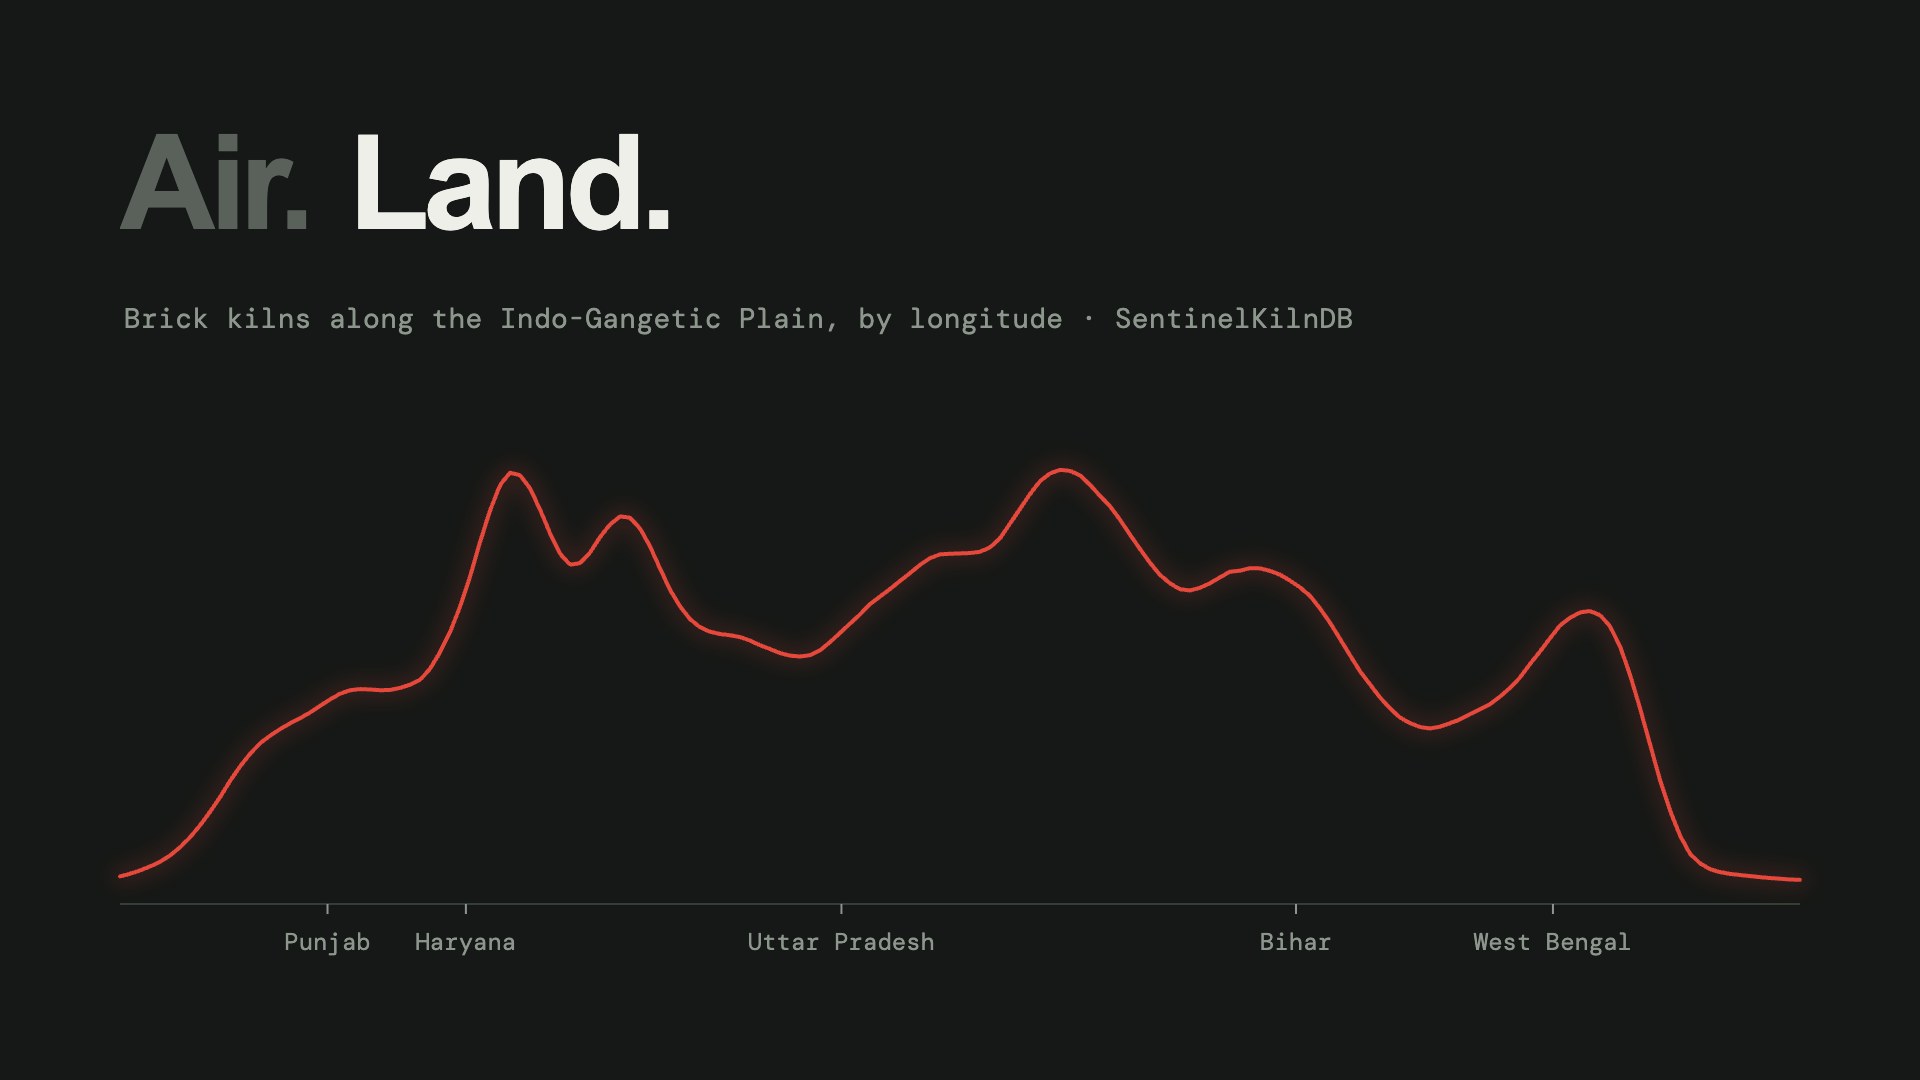 Air. Land.
Brick kilns along the Indo-Gangetic Plain, by longitude · SentinelKilnDB
Punjab Haryana Uttar Pradesh Bihar West Bengal